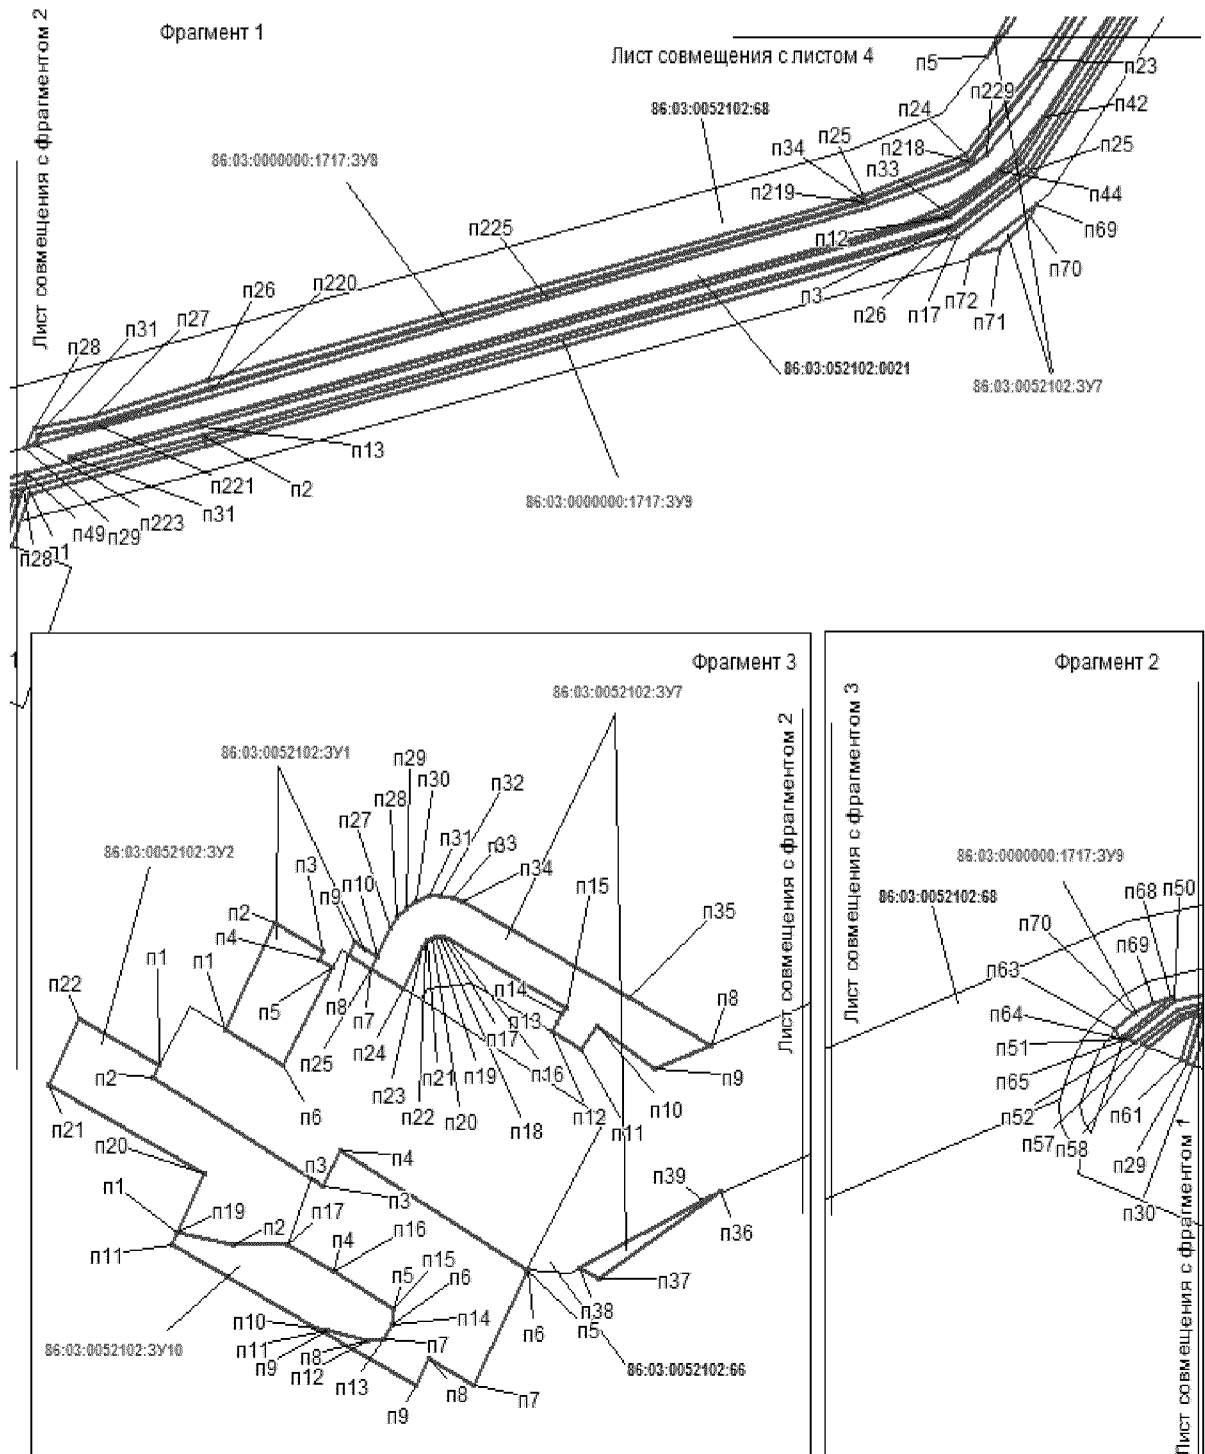 Фрагмент 1
Лист совмещения с фрагментом 2
Лист совмещения с листом 4
п5
п23
п229
п24
п42
86:03:0052102:68
п25
п34
п218
п25
86:03:0000000:1717:ЗУ8
п33
п219
п44
п225
п12
п69
п70
п220
п26
п3
п72
п26
п17
п71
п27
п31
п28
86:03:052102:0021
86:03:0052102:ЗУ7
п13
п221
п2
86:03:0000000:1717:ЗУ9
п31
п223
п49
п29
п28
п1
1
Фрагмент 3
86:03:0052102:ЗУ7
Лист совмещения с фрагментом 2
86:03:0052102:ЗУ1
п29
п30
п32
п28
п27
п31
п33
86:03:0052102:ЗУ2
п3
п10
п34
п9
п15
п2
п35
п4
п1
п1
п22
п5
п8
п14
п8
п7
п13
п17
п25
п24
п2
п21
п19
п16
п9
п23
п6
п22
п20
п18
п12
п11
п10
п21
п20
п4
п3
п3
п1
п39
п19
п2
п17
п16
п36
п4
п11
п15
п5
п6
п37
п38
п14
п6
п5
п10
п11
п9
п8
п7
86:03:0052102:ЗУ10
п12
п13
86:03:0052102:66
п8
п7
п9
Фрагмент 2
Лист совмещения с фрагментом 3
86:03:0000000:1717:ЗУ9
86:03:0052102:68
п68
п50
п70
п69
п63
п64
п51
п65
п52
п61
п57
п58
п29
п30
Лист совмещения с фрагментом 1